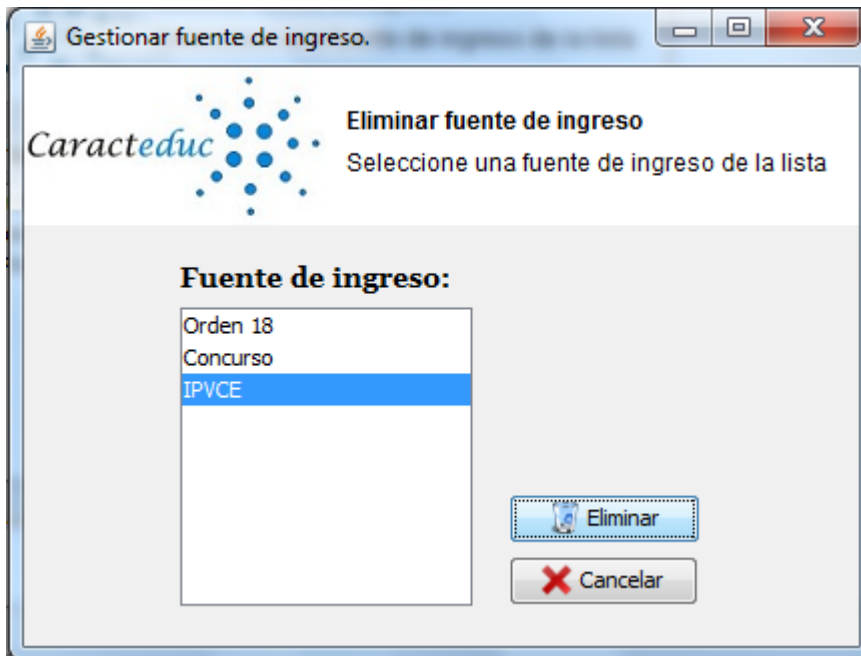 Gestionar fuente de ingreso.
Caracteduc
Eliminar fuente de ingreso
Seleccione una fuente de ingreso de la lista
Fuente de ingreso:
Orden 18
Concurso
IPVCE
Eliminar
Cancelar